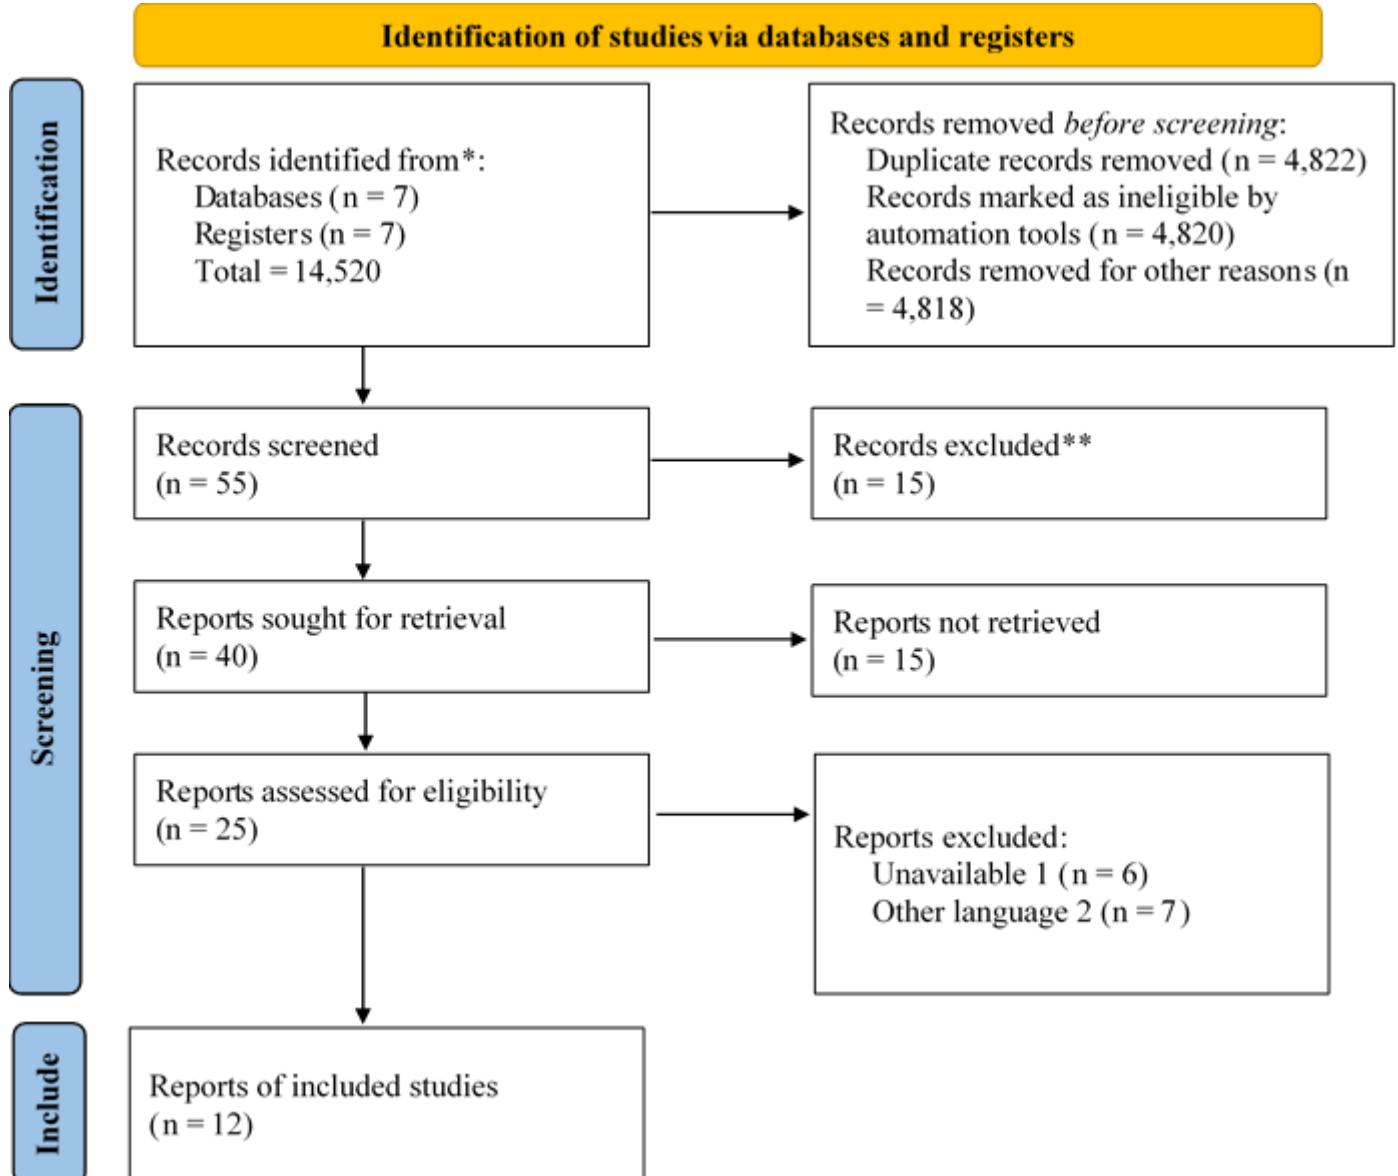 Identification of studies via databases and registers
Identification
Records identified from*:
Databases (n = 7)
Registers (n = 7)
Total = 14,520
Records removed before screening:
Duplicate records removed (n = 4,822)
Records marked as ineligible by
automation tools (n = 4,820)
Records removed for other reasons (n
= 4,818)
Screening
Records screened
(n = 55)
Records excluded**
(n = 15)
Reports sought for retrieval
(n = 40)
Reports not retrieved
(n = 15)
Reports assessed for eligibility
(n = 25)
Reports excluded:
Unavailable 1 (n = 6)
Other language 2 (n = 7)
Include
Reports of included studies
(n = 12)